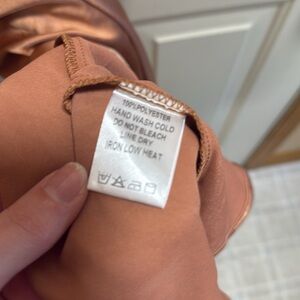 100%POLYESTER
HAND WASH COLD
DO NOT BLEACH
LINE DRY
IRON LOW HEAT